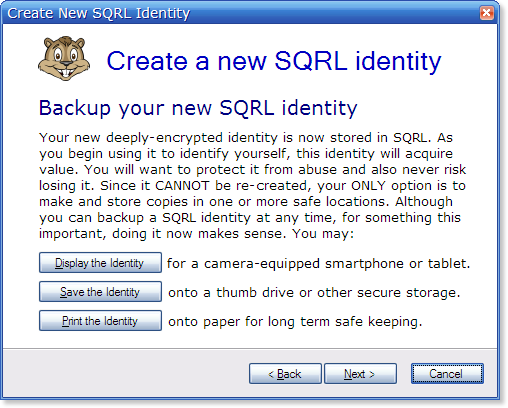 Create New SQRL Identity
Create a new SQRL identity
Backup your new SQRL identity
Your new deeply-encrypted identity is now stored in SQRL. As
you begin using it to identify yourself, this identity will acquire
value. You will want to protect it from abuse and also never risk
losing it. Since it CANNOT be re-created, your ONLY option is to
make and store copies in one or more safe locations. Although
you can backup a SQRL identity at any time, for something this
important, doing it now makes sense. You may:
Display the Identity for a camera-equipped smartphone or tablet.
Save the Identity onto a thumb drive or other secure storage.
Print the Identity onto paper for long term safe keeping.
< Back Next > Cancel